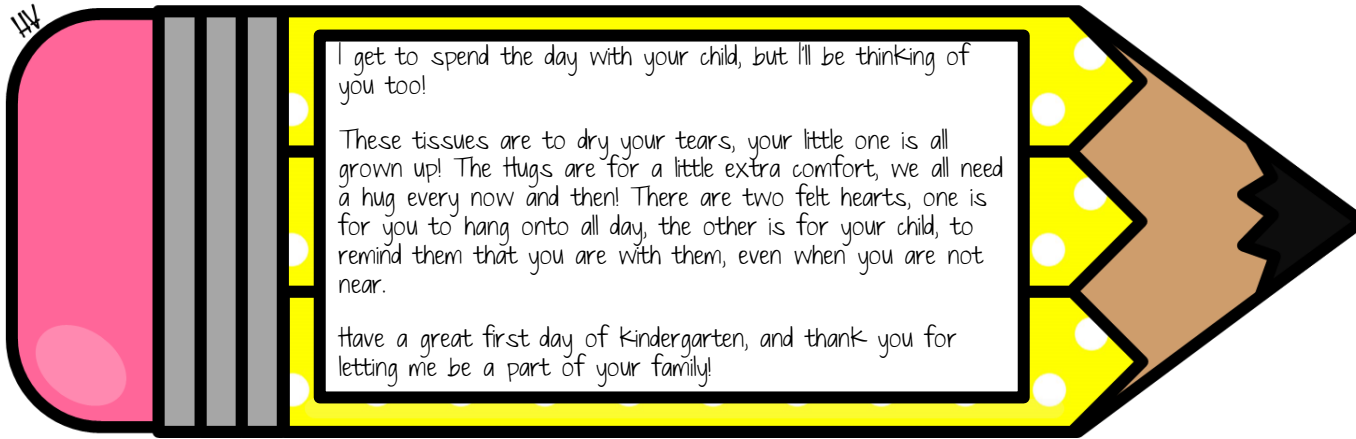 HV
I get to spend the day with your child, but I'll be thinking of
you too!
These tissues are to dry your tears, your little one is all
grown up! The Hugs are for a little extra comfort, we all need
a hug every now and then! There are two felt hearts, one is
for you to hang onto all day, the other is for your child, to
remind them that you are with them, even when you are not
near.
Have a great first day of Kindergarten, and thank you for
letting me be a part of your family!